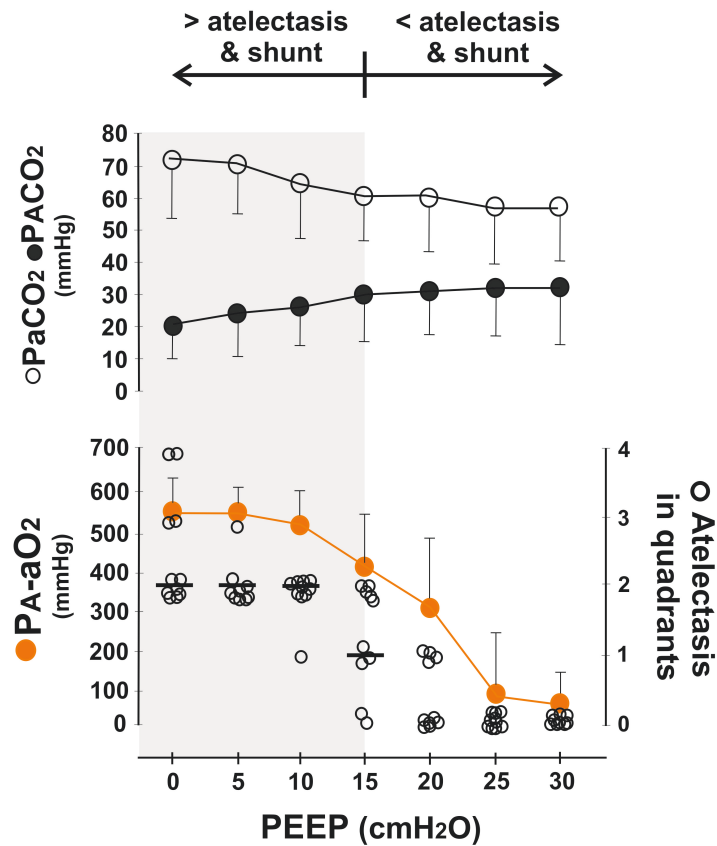 > atelectasis
& shunt
< atelectasis
& shunt
PaCO2 PACO2
(mmHg)
80
70
60
50
40
30
20
10
0
PA-aO2
(mmHg)
700
600
500
400
300
200
100
0
4
3
2
1
0
Atelectasis
in quadrants
0 5 10 15 20 25 30
PEEP (cmH2O)